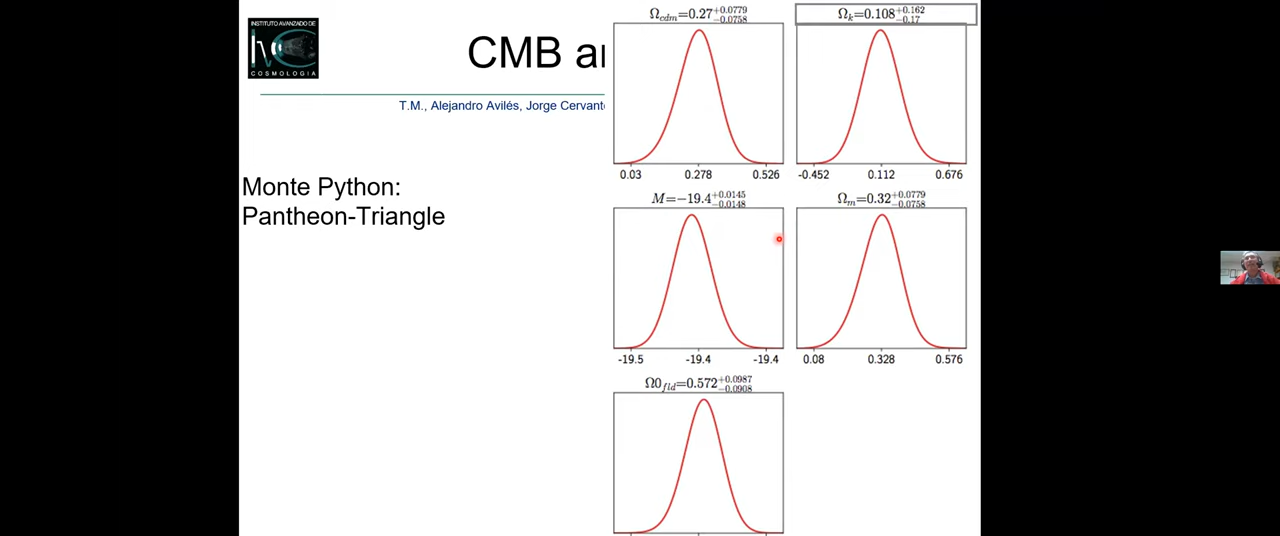 INSTITUTO AVANZADO DE
COSMOLOGIA
CMB
T.M., Alejandro Avilés, Jorge
Monte Python:
Pantheon-Triangle
Ω_cdm=0.27^{+0.0779}_{-0.0758}
0.03 0.278 0.526
Ω_k=0.108^{+0.162}_{-0.17}
-0.452 0.112 0.676
M=−19.4^{+0.0145}_{-0.0148}
-19.5 -19.4 -19.4
Ω_m=0.32^{+0.0779}_{-0.0758}
0.08 0.328 0.576
Ω0_fld=0.572^{+0.0987}_{-0.0908}